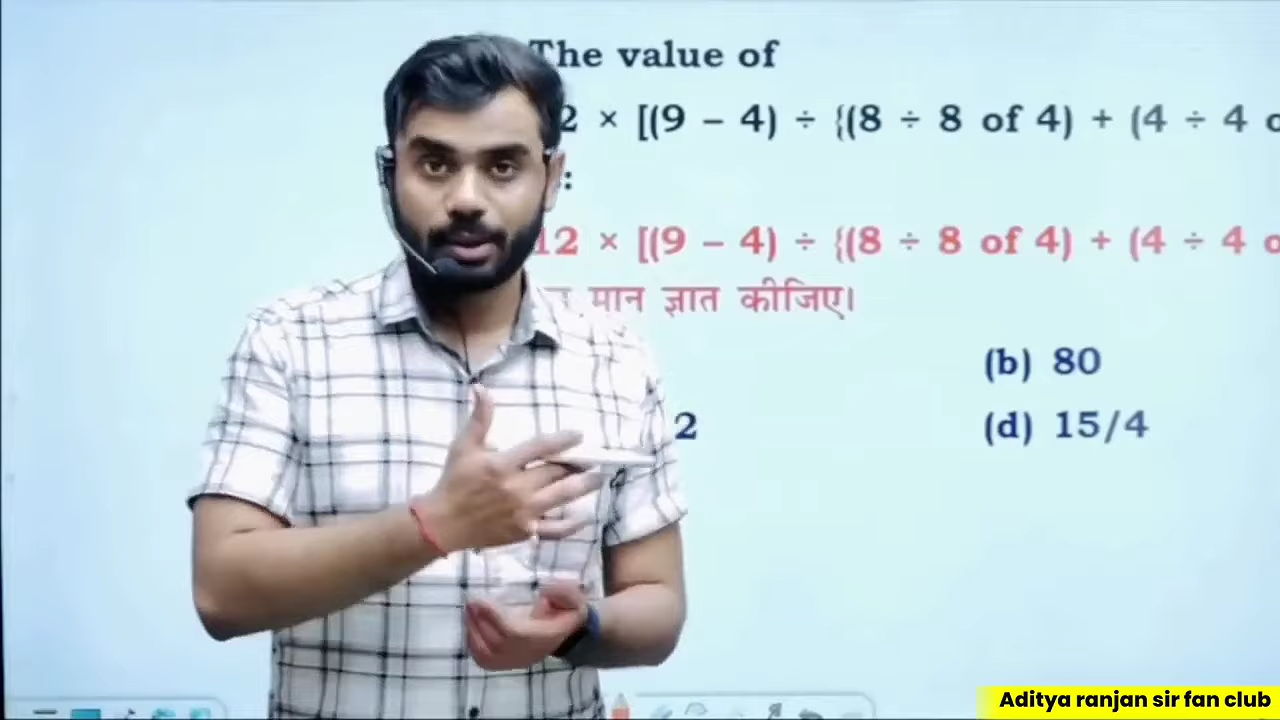 The value of
2 × [(9 – 4) ÷ {(8 ÷ 8 of 4) + (4 ÷ 4 o
:
12 × [(9 – 4) ÷ {(8 ÷ 8 of 4) + (4 ÷ 4 o
मान ज्ञात कीजिए।
(b) 80
2
(d) 15/4
Aditya ranjan sir fan club